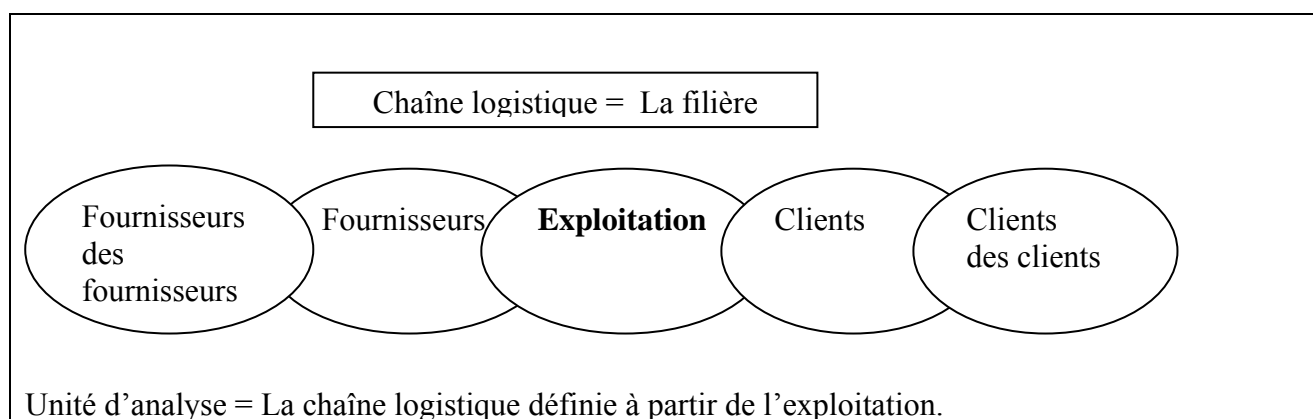 Chaîne logistique = La filière
Fournisseurs
des
fournisseurs
Fournisseurs
Exploitation
Clients
Clients
des clients
Unité d’analyse = La chaîne logistique définie à partir de l’exploitation.